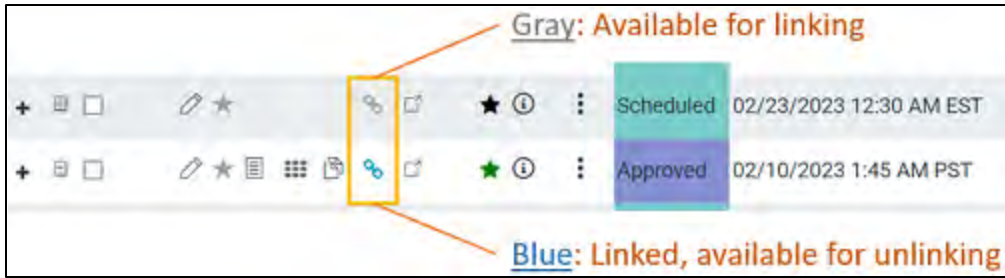 Gray: Available for linking
Scheduled 02/23/2023 12:30 AM EST
Approved 02/10/2023 1:45 AM PST
Blue: Linked, available for unlinking